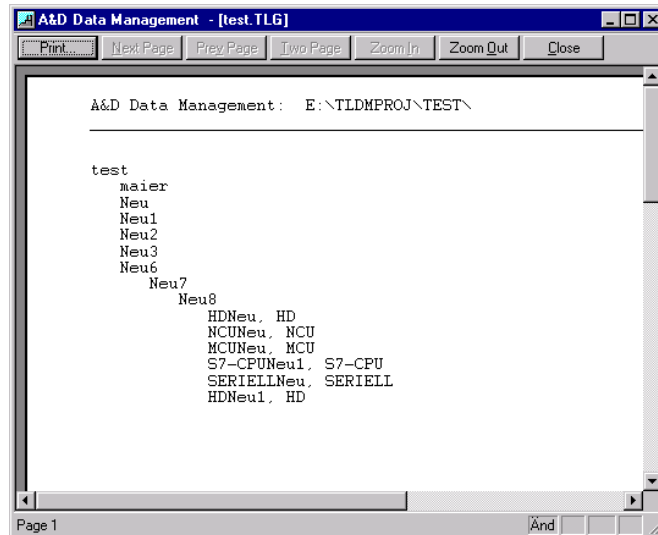 A&D Data Management - [test.TLG]
Print... Next Page Prev Page Two Page Zoom In Zoom Out Close
A&D Data Management: E:\TLDMPROJ\TEST\
test
maier
Neu
Neu1
Neu2
Neu3
Neu6
Neu7
Neu8
HDNeu, HD
NCUNeu, NCU
MCUNeu, MCU
S7-CPUNeu1, S7-CPU
SERIELLNeu, SERIELL
HDNeu1, HD
Page 1 Änd